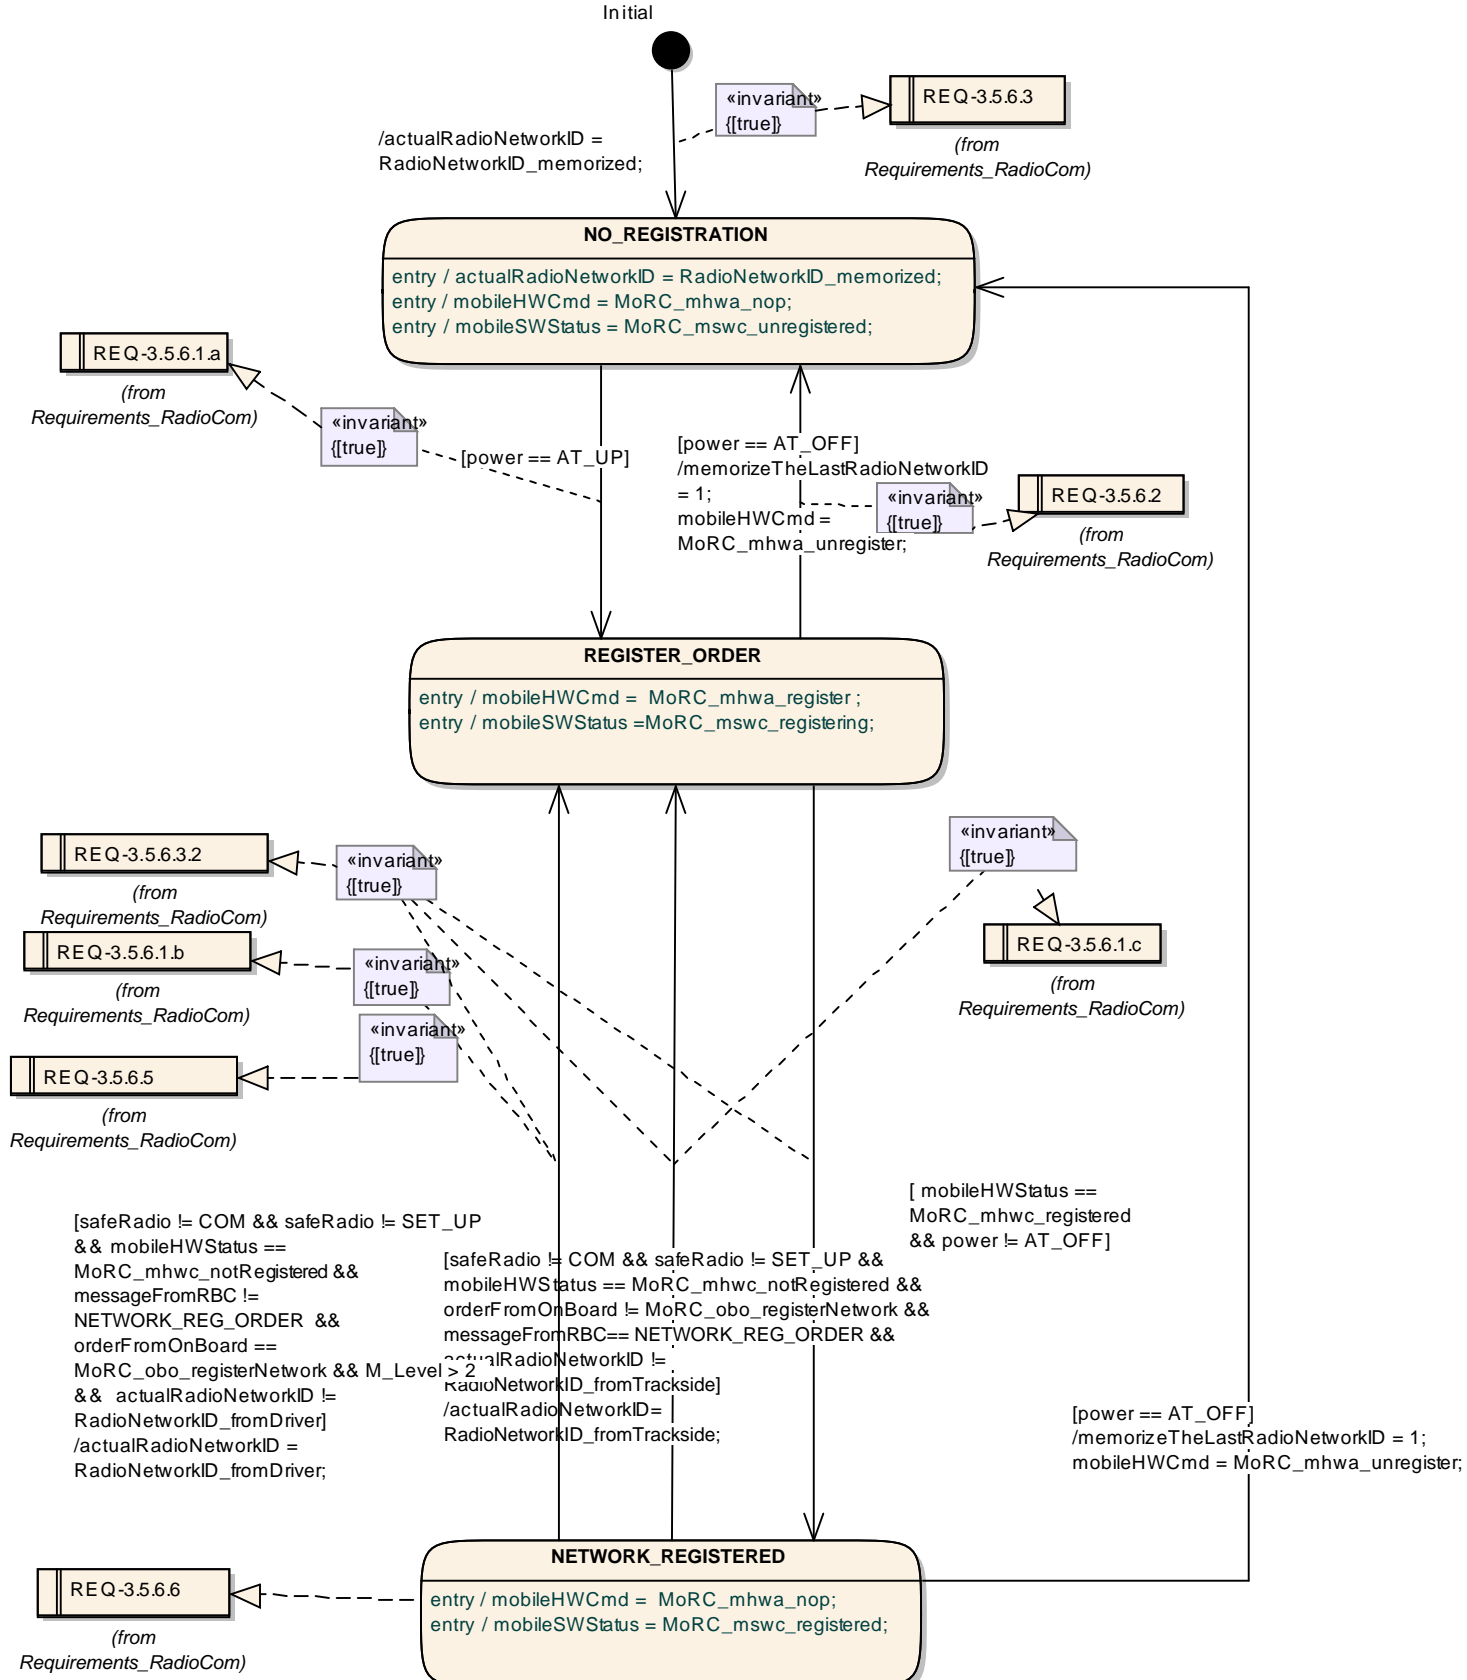 Initial
«invariant»
{[true]}
REQ-3.5.6.3
(from
Requirements_RadioCom)
/actualRadioNetworkID =
RadioNetworkID_memorized;
NO_REGISTRATION
entry / actualRadioNetworkID = RadioNetworkID_memorized;
entry / mobileHWCmd = MoRC_mhwa_nop;
entry / mobileSWStatus = MoRC_mswc_unregistered;
REQ-3.5.6.1.a
(from
Requirements_RadioCom)
«invariant»
{[true]}
[power == AT_UP]
[power == AT_OFF]
/memorizeTheLastRadioNetworkID
= 1;
mobileHWCmd =
MoRC_mhwa_unregister;
«invariant»
{[true]}
REQ-3.5.6.2
(from
Requirements_RadioCom)
REGISTER_ORDER
entry / mobileHWCmd =  MoRC_mhwa_register ;
entry / mobileSWStatus =MoRC_mswc_registering;
REQ-3.5.6.3.2
(from
Requirements_RadioCom)
«invariant»
{[true]}
«invariant»
{[true]}
REQ-3.5.6.1.c
(from
Requirements_RadioCom)
REQ-3.5.6.1.b
(from
Requirements_RadioCom)
«invariant»
{[true]}
«invariant»
{[true]}
REQ-3.5.6.5
(from
Requirements_RadioCom)
[ mobileHWStatus ==
MoRC_mhwc_registered
&& power != AT_OFF]
[safeRadio != COM && safeRadio != SET_UP
&& mobileHWStatus ==
MoRC_mhwc_notRegistered &&
messageFromRBC !=
NETWORK_REG_ORDER  &&
orderFromOnBoard ==
MoRC_obo_registerNetwork && M_Level > 2
&&  actualRadioNetworkID !=
RadioNetworkID_fromDriver]
/actualRadioNetworkID =
RadioNetworkID_fromDriver;
[safeRadio != COM && safeRadio != SET_UP &&
mobileHWStatus == MoRC_mhwc_notRegistered &&
orderFromOnBoard != MoRC_obo_registerNetwork &&
messageFromRBC== NETWORK_REG_ORDER &&
actualRadioNetworkID !=
RadioNetworkID_fromTrackside]
/actualRadioNetworkID=
RadioNetworkID_fromTrackside;
[power == AT_OFF]
/memorizeTheLastRadioNetworkID = 1;
mobileHWCmd = MoRC_mhwa_unregister;
NETWORK_REGISTERED
entry / mobileHWCmd =  MoRC_mhwa_nop;
entry / mobileSWStatus = MoRC_mswc_registered;
REQ-3.5.6.6
(from
Requirements_RadioCom)